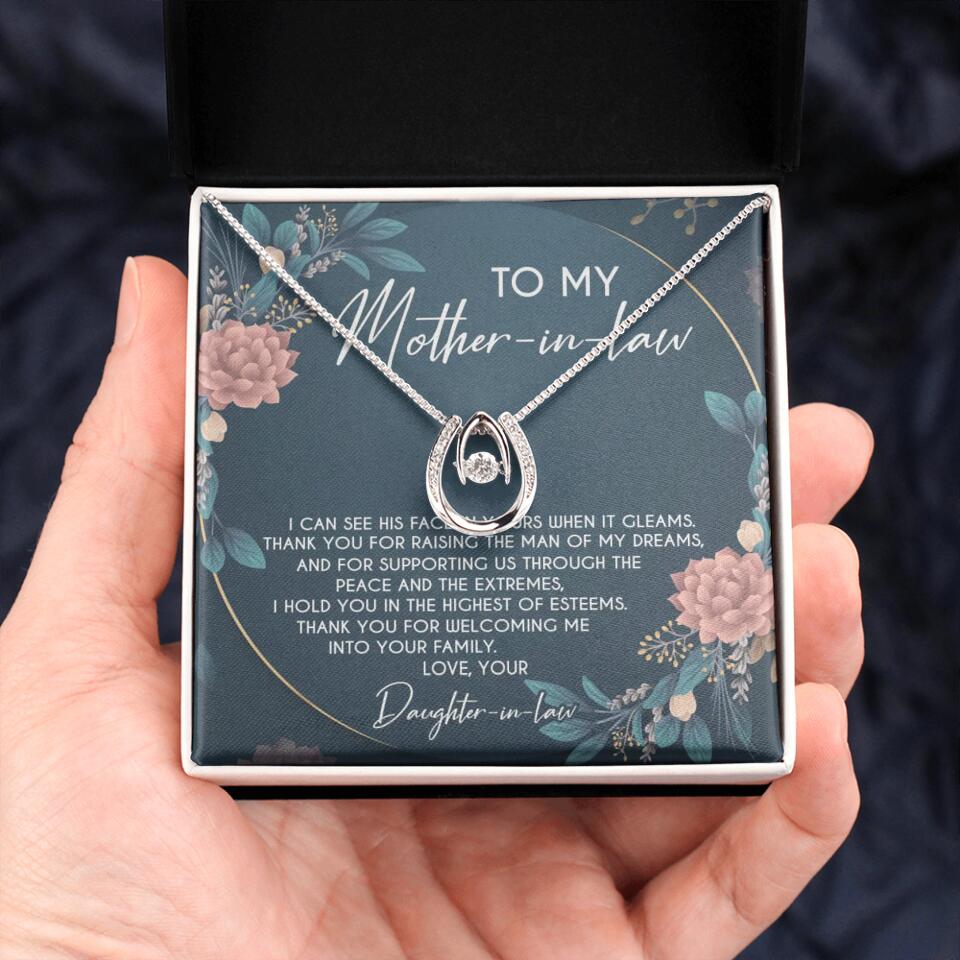 TO MY
Mother-in-law
I CAN SEE HIS FACE IN YOURS WHEN IT GLEAMS.
THANK YOU FOR RAISING THE MAN OF MY DREAMS,
AND FOR SUPPORTING US THROUGH THE
PEACE AND THE EXTREMES,
I HOLD YOU IN THE HIGHEST OF ESTEEMS.
THANK YOU FOR WELCOMING ME
INTO YOUR FAMILY.
LOVE, YOUR
Daughter-in-law